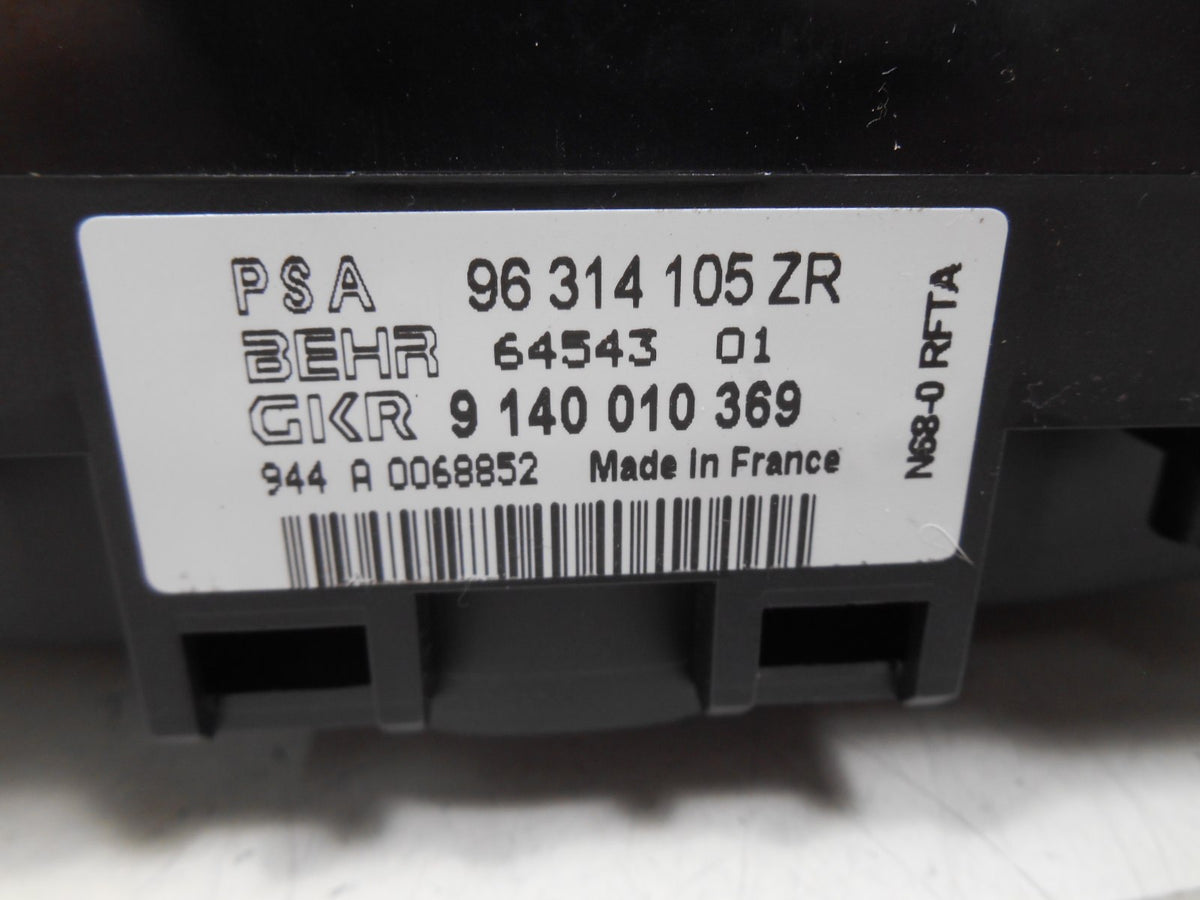 PSA 96 314 105 ZR
BEHR 64543 01
GKR 9 140 010 369
944 A 0068852 Made in France
N68-0 RFTA